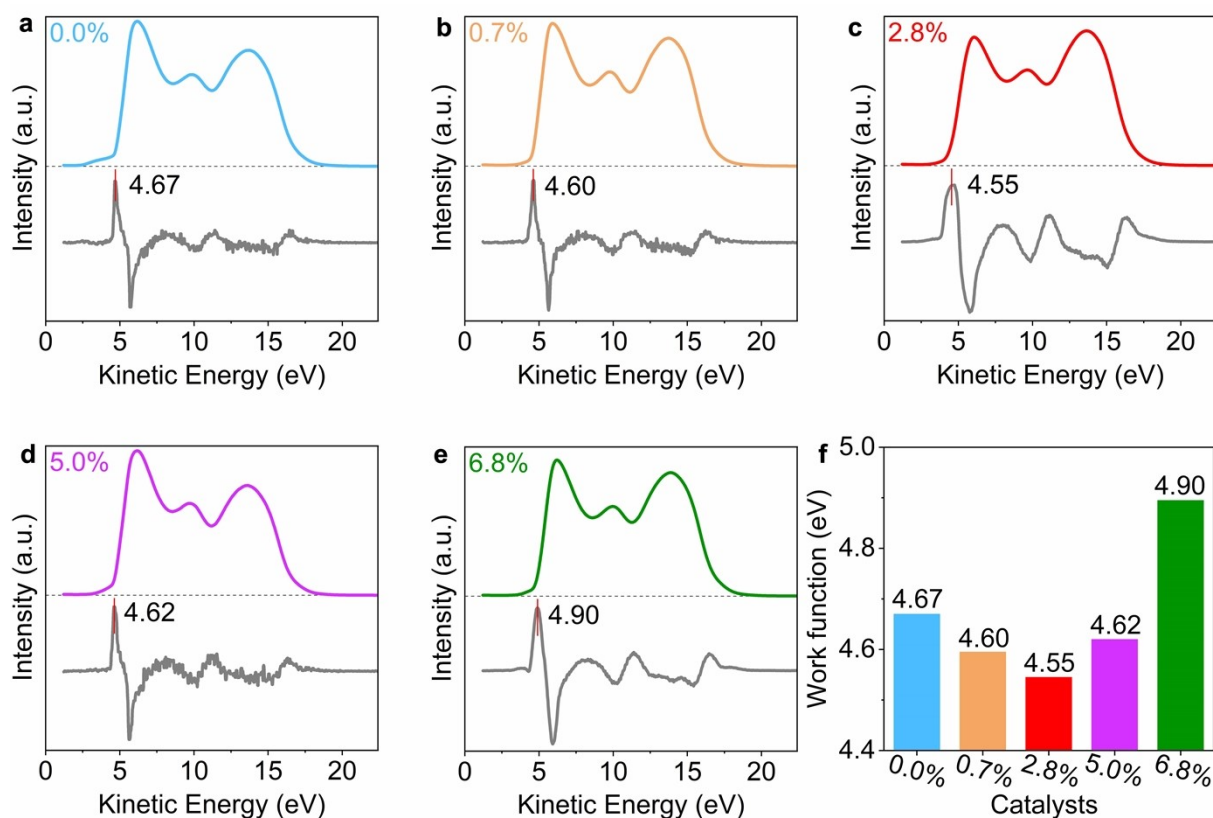 a
0.0%
Intensity (a.u.)
4.67
0 5 10 15 20
Kinetic Energy (eV)
b
0.7%
Intensity (a.u.)
4.60
0 5 10 15 20
Kinetic Energy (eV)
c
2.8%
Intensity (a.u.)
4.55
0 5 10 15 20
Kinetic Energy (eV)
d
5.0%
Intensity (a.u.)
4.62
0 5 10 15 20
Kinetic Energy (eV)
e
6.8%
Intensity (a.u.)
4.90
0 5 10 15 20
Kinetic Energy (eV)
f
Work function (eV)
5.0
4.8
4.6
4.4
4.67
4.60
4.55
4.62
4.90
0.0% 0.7% 2.8% 5.0% 6.8%
Catalysts